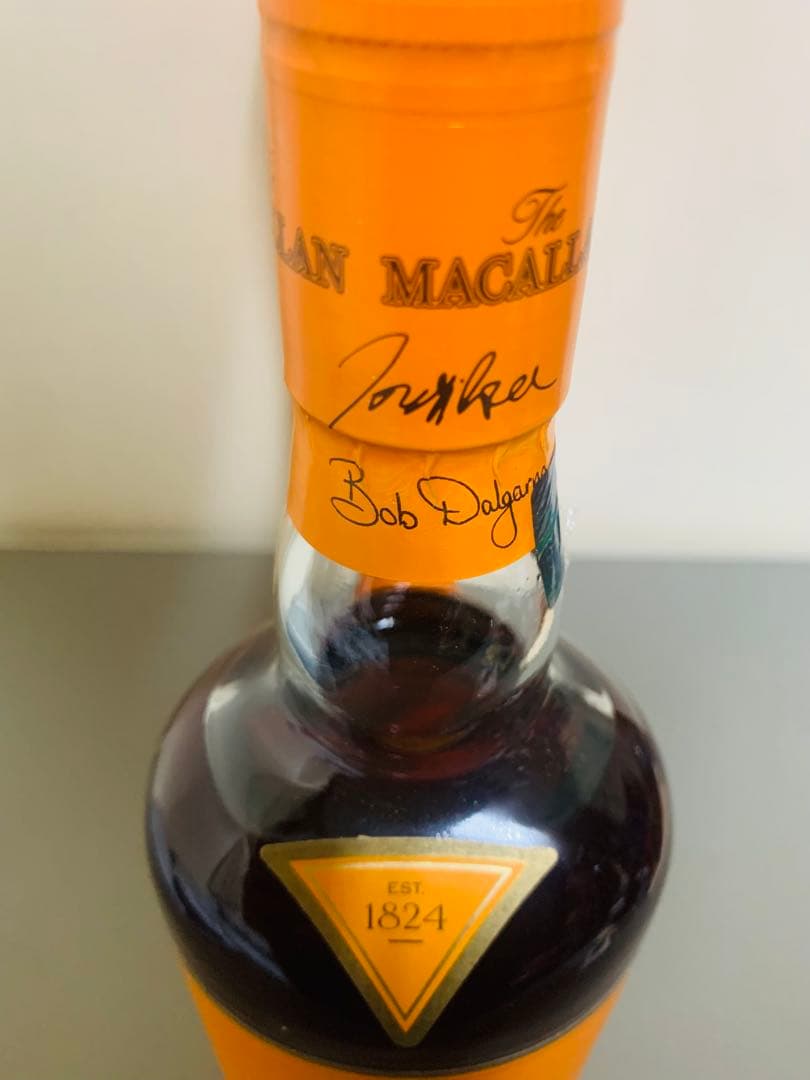 The
LAN MACALLA
Bob Dalgarno
EST.
1824